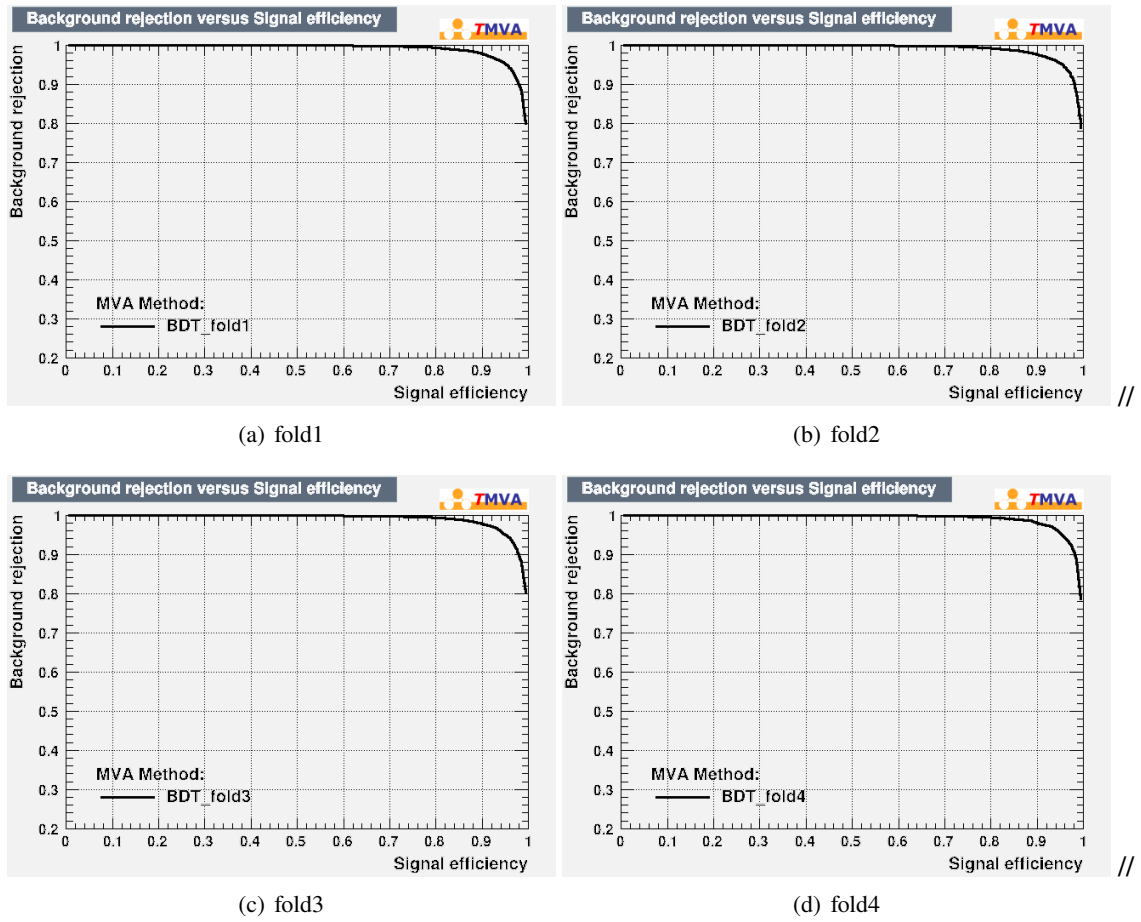 Background rejection versus Signal efficiency
TMVA
Background rejection
1
0.9
0.8
0.7
0.6
0.5
0.4
0.3
0.2
MVA Method:
BDT_fold1
0 0.1 0.2 0.3 0.4 0.5 0.6 0.7 0.8 0.9 1
Signal efficiency
(a) fold1
Background rejection versus Signal efficiency
TMVA
Background rejection
1
0.9
0.8
0.7
0.6
0.5
0.4
0.3
0.2
MVA Method:
BDT_fold2
0 0.1 0.2 0.3 0.4 0.5 0.6 0.7 0.8 0.9 1
Signal efficiency
//
(b) fold2
Background rejection versus Signal efficiency
TMVA
Background rejection
1
0.9
0.8
0.7
0.6
0.5
0.4
0.3
0.2
MVA Method:
BDT_fold3
0 0.1 0.2 0.3 0.4 0.5 0.6 0.7 0.8 0.9 1
Signal efficiency
(c) fold3
Background rejection versus Signal efficiency
TMVA
Background rejection
1
0.9
0.8
0.7
0.6
0.5
0.4
0.3
0.2
MVA Method:
BDT_fold4
0 0.1 0.2 0.3 0.4 0.5 0.6 0.7 0.8 0.9 1
Signal efficiency
//
(d) fold4